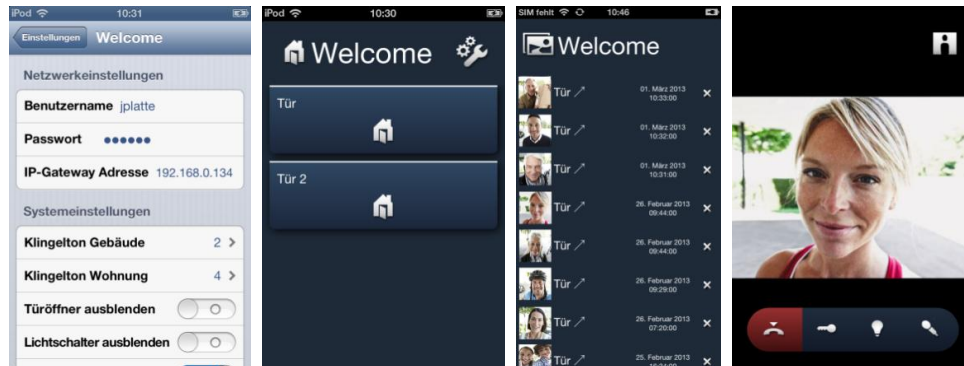 iPod 10:31
Einstellungen Welcome
Netzwerkeinstellungen
Benutzername jplatte
Passwort ●●●●●●
IP-Gateway Adresse 192.168.0.134
Systemeinstellungen
Klingelton Gebäude 2
Klingelton Wohnung 4
Türöffner ausblenden
Lichtschalter ausblenden
iPod 10:30
Welcome
Tür
Tür 2
SIM fehlt 10:46
Welcome
Tür 01. März 2013
10:33:00
Tür 01. März 2013
10:32:00
Tür 01. März 2013
10:31:00
Tür 26. Februar 2013
09:44:00
Tür 26. Februar 2013
09:44:00
Tür 26. Februar 2013
09:29:00
Tür 26. Februar 2013
07:20:00
Tür 25. Februar 2013